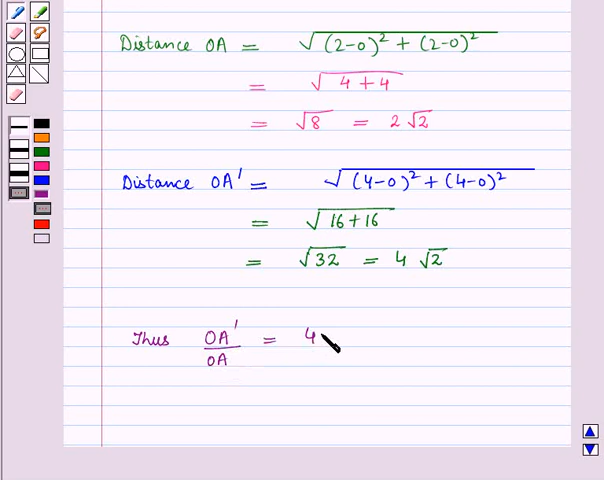 Distance OA = √(2-0)² + (2-0)²
= √4+4
= √8 = 2√2
Distance OA' = √(4-0)² + (4-0)²
= √16+16
= √32 = 4√2
Thus OA'/OA = 4